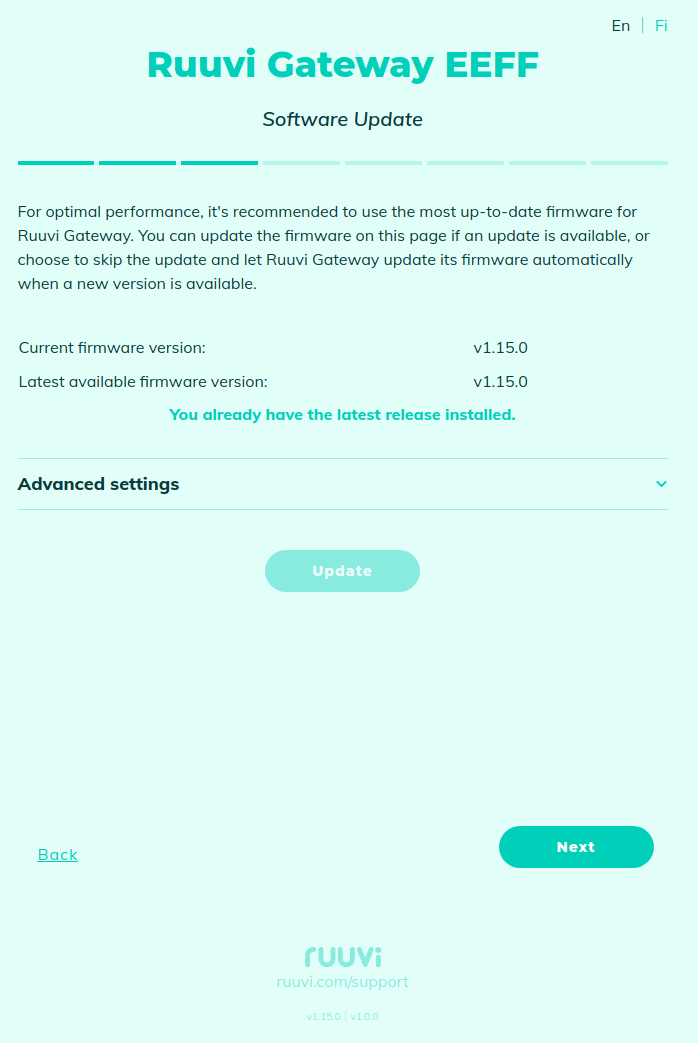 En | Fi
Ruuvi Gateway EEFF
Software Update
For optimal performance, it's recommended to use the most up-to-date firmware for
Ruuvi Gateway. You can update the firmware on this page if an update is available, or
choose to skip the update and let Ruuvi Gateway update its firmware automatically
when a new version is available.
Current firmware version: v1.15.0
Latest available firmware version: v1.15.0
You already have the latest release installed.
Advanced settings
Update
Back
Next
ruuvi
ruuvi.com/support
v1.15.0 | v1.0.0